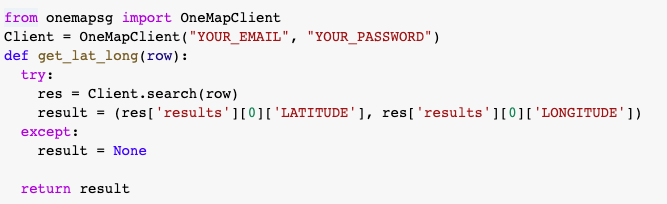 from onemapsg import OneMapClient
Client = OneMapClient("YOUR_EMAIL", "YOUR_PASSWORD")
def get_lat_long(row):
  try:
    res = Client.search(row)
    result = (res['results'][0]['LATITUDE'], res['results'][0]['LONGITUDE'])
  except:
    result = None
  return result